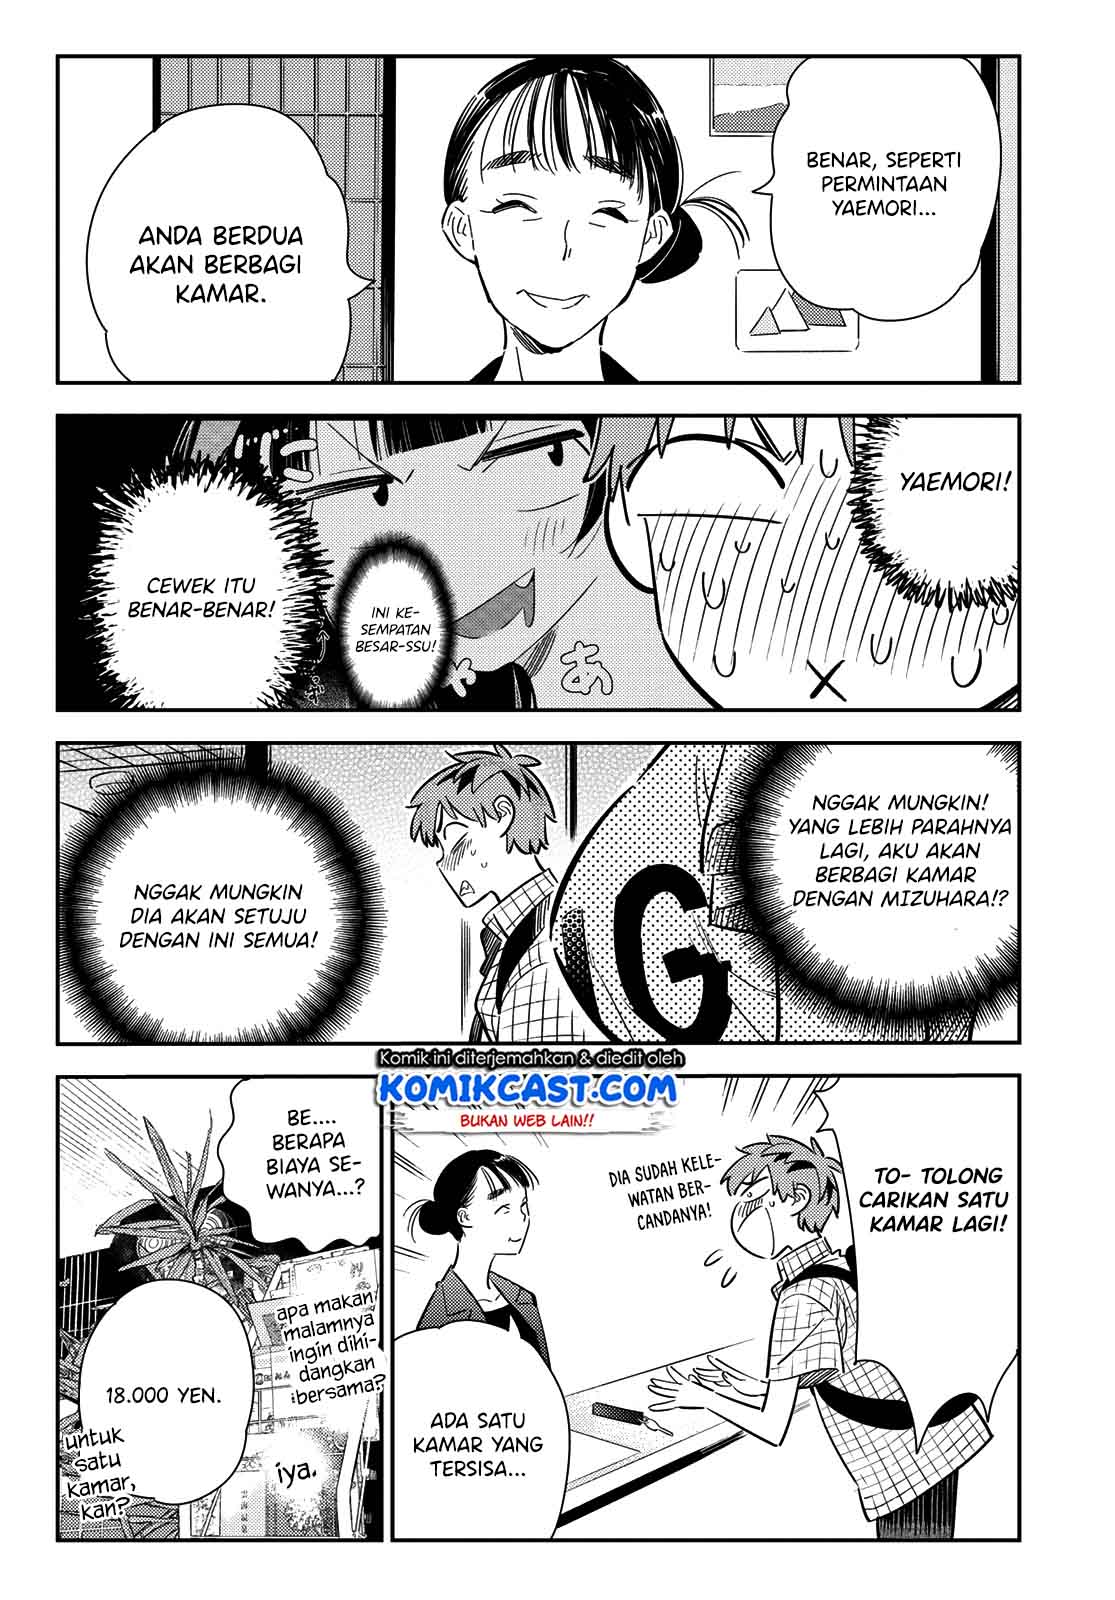 BENAR, SEPERTI
PERMINTAAN
YAEMORI...
ANDA BERDUA
AKAN BERBAGI
KAMAR.
YAEMORI!
INI KE-
SEMPATAN
BESAR-SSU!
あ
CEWEK ITU
BENAR-BENAR!
NGGAK MUNGKIN!
YANG LEBIH PARAHNYA
LAGI, AKU AKAN
BERBAGI KAMAR
DENGAN MIZUHARA!?
G
NGGAK MUNGKIN
DIA AKAN SETUJU
DENGAN INI SEMUA!
Komik ini diterjemahkan & diedit oleh
KOMIKCAST.COM
BUKAN WEB LAIN!!
TO- TOLONG
CARIKAN SATU
KAMAR LAGI!
DIA SUDAH KELE-
WATAN BER-
CANDANYA!
ADA SATU
KAMAR YANG
TERSISA...
BE....
BERAPA
BIAYA SE-
WANYA...?
apa makan
malamnya
ingin dihi-
dangkan
bersama?
18.000 YEN.
iya.
untuk
satu
kamar,
kan?